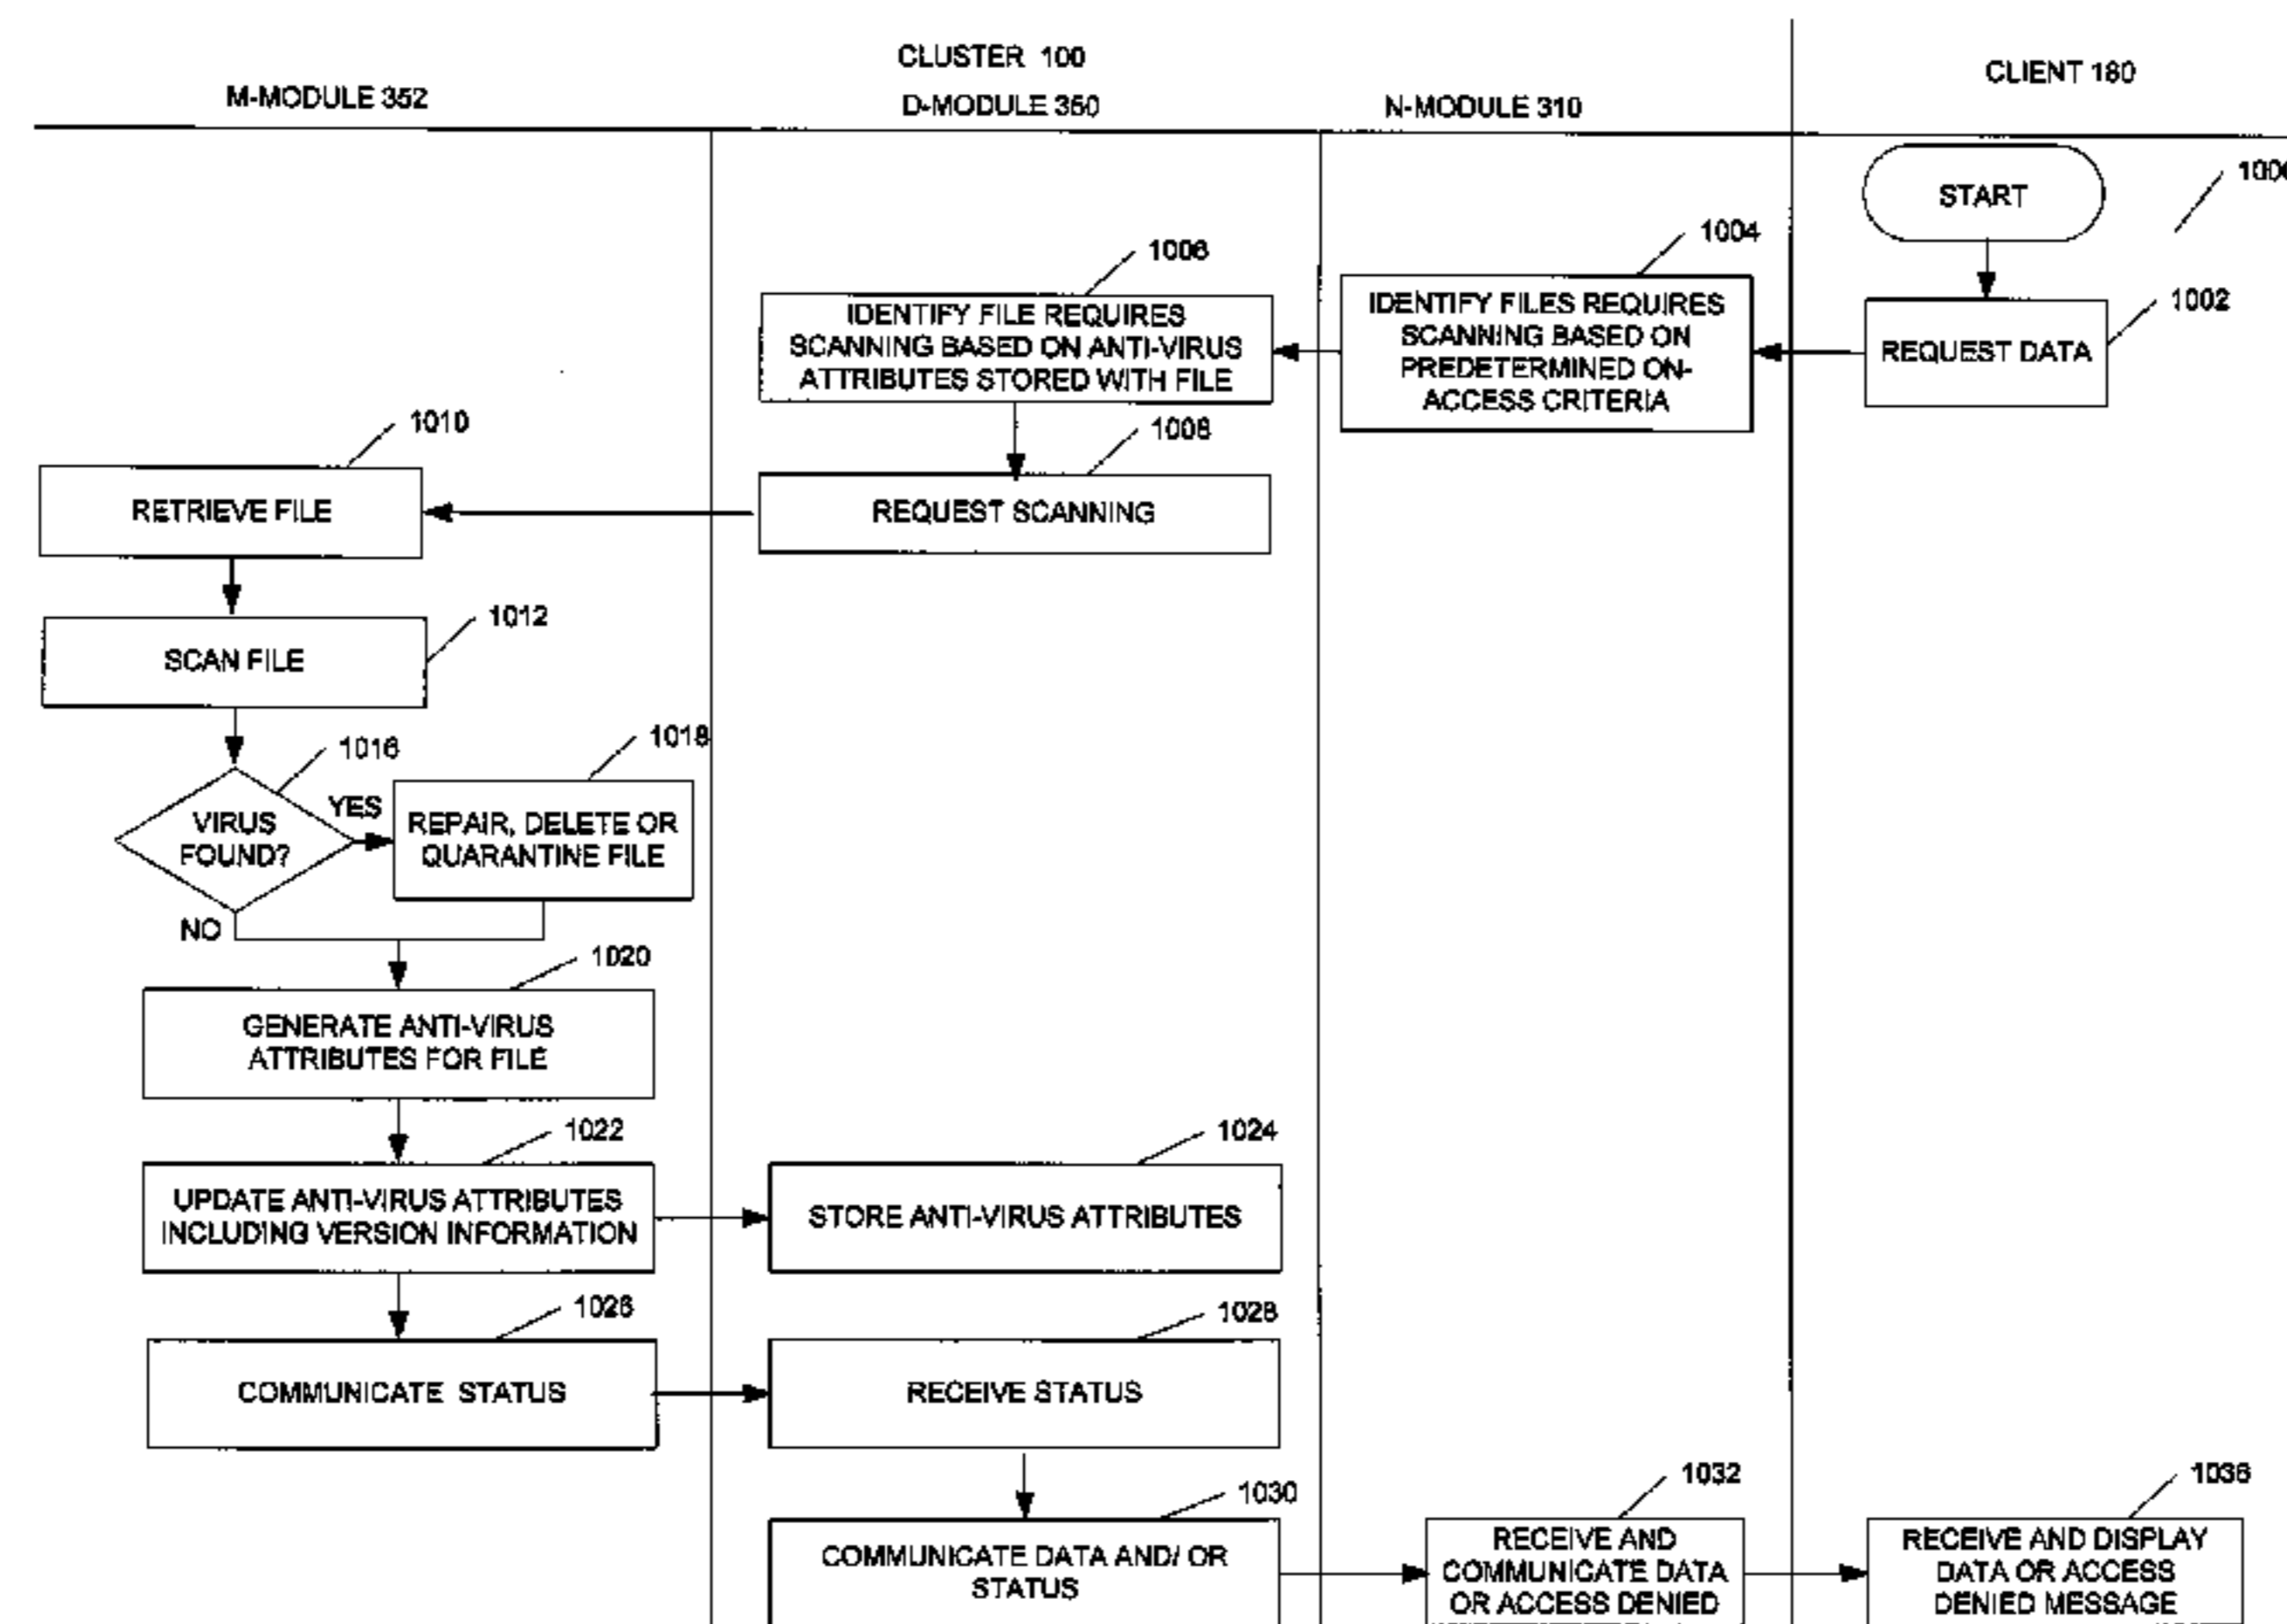 CLUSTER 100
CLIENT 180
M-MODULE 352
D-MODULE 350
N-MODULE 310
START
1002
REQUEST DATA
1004
IDENTIFY FILES REQUIRES
SCANNING BASED ON
PREDETERMINED ON-
ACCESS CRITERIA
1006
IDENTIFY FILE REQUIRES
SCANNING BASED ON ANTI-VIRUS
ATTRIBUTES STORED WITH FILE
1008
REQUEST SCANNING
1010
RETRIEVE FILE
1012
SCAN FILE
1016
VIRUS
FOUND?
YES
NO
1018
REPAIR, DELETE OR
QUARANTINE FILE
1020
GENERATE ANTI-VIRUS
ATTRIBUTES FOR FILE
1022
UPDATE ANTI-VIRUS ATTRIBUTES
INCLUDING VERSION INFORMATION
1024
STORE ANTI-VIRUS ATTRIBUTES
1026
COMMUNICATE STATUS
1028
RECEIVE STATUS
1030
COMMUNICATE DATA AND/ OR
STATUS
1032
RECEIVE AND
COMMUNICATE DATA
OR ACCESS DENIED
1036
RECEIVE AND DISPLAY
DATA OR ACCESS
DENIED MESSAGE